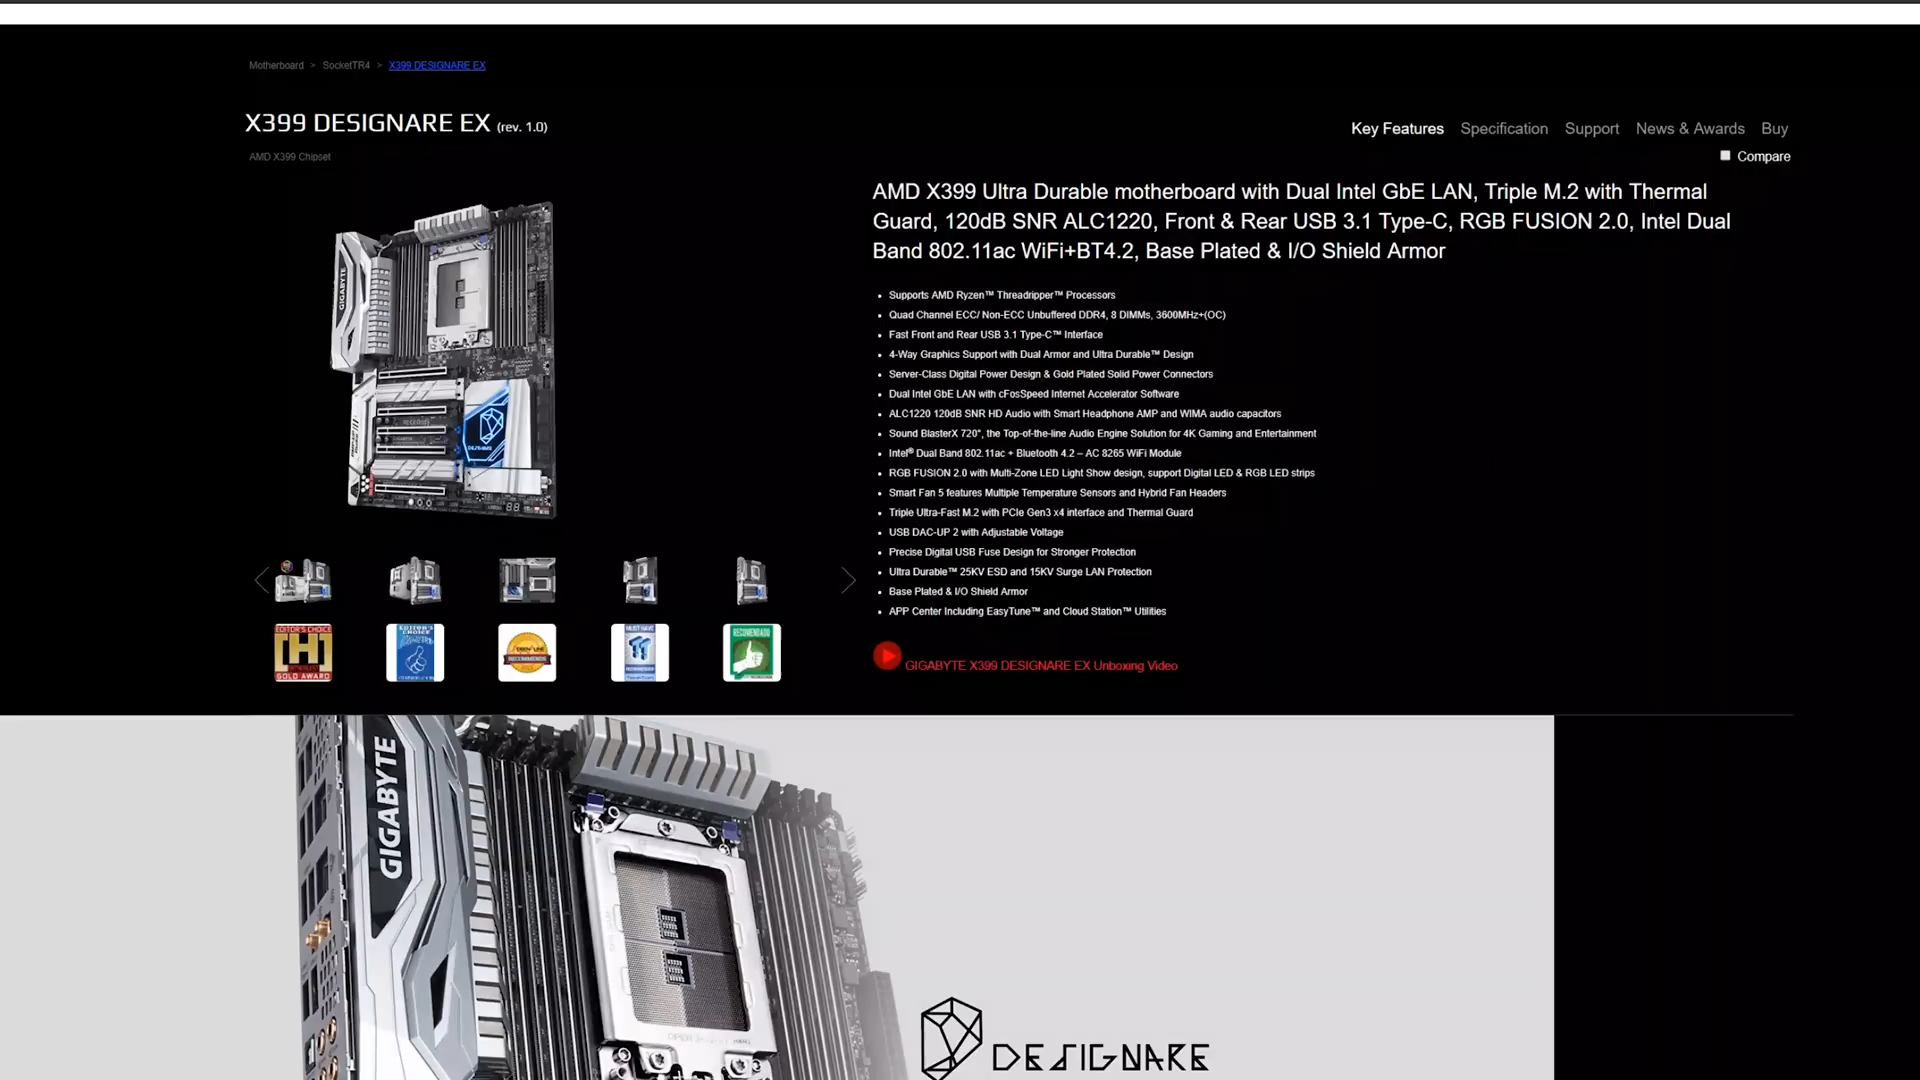 Motherboard > SocketTR4 > X399 DESIGNARE EX
X399 DESIGNARE EX (rev. 1.0)
AMD X399 Chipset
Key Features Specification Support News & Awards Buy
Compare
AMD X399 Ultra Durable motherboard with Dual Intel GbE LAN, Triple M.2 with Thermal
Guard, 120dB SNR ALC1220, Front & Rear USB 3.1 Type-C, RGB FUSION 2.0, Intel Dual
Band 802.11ac WiFi+BT4.2, Base Plated & I/O Shield Armor
Supports AMD Ryzen™ Threadripper™ Processors
Quad Channel ECC/ Non-ECC Unbuffered DDR4, 8 DIMMs, 3600MHz+(OC)
Fast Front and Rear USB 3.1 Type-C™ Interface
4-Way Graphics Support with Dual Armor and Ultra Durable™ Design
Server-Class Digital Power Design & Gold Plated Solid Power Connectors
Dual Intel GbE LAN with cFosSpeed Internet Accelerator Software
ALC1220 120dB SNR HD Audio with Smart Headphone AMP and WIMA audio capacitors
Sound BlasterX 720°, the Top-of-the-line Audio Engine Solution for 4K Gaming and Entertainment
Intel® Dual Band 802.11ac + Bluetooth 4.2 – AC 8265 WiFi Module
RGB FUSION 2.0 with Multi-Zone LED Light Show design, support Digital LED & RGB LED strips
Smart Fan 5 features Multiple Temperature Sensors and Hybrid Fan Headers
Triple Ultra-Fast M.2 with PCIe Gen3 x4 interface and Thermal Guard
USB DAC-UP 2 with Adjustable Voltage
Precise Digital USB Fuse Design for Stronger Protection
Ultra Durable™ 25KV ESD and 15KV Surge LAN Protection
Base Plated & I/O Shield Armor
APP Center Including EasyTune™ and Cloud Station™ Utilities
GIGABYTE X399 DESIGNARE EX Unboxing Video
GIGABYTE
EDITOR'S CHOICE
[H]
GOLD AWARD
EDITOR'S
CHOICE
RECOMMENDED
MUST HAVE
RECOMENDADO
GIGABYTE
DESIGNARE